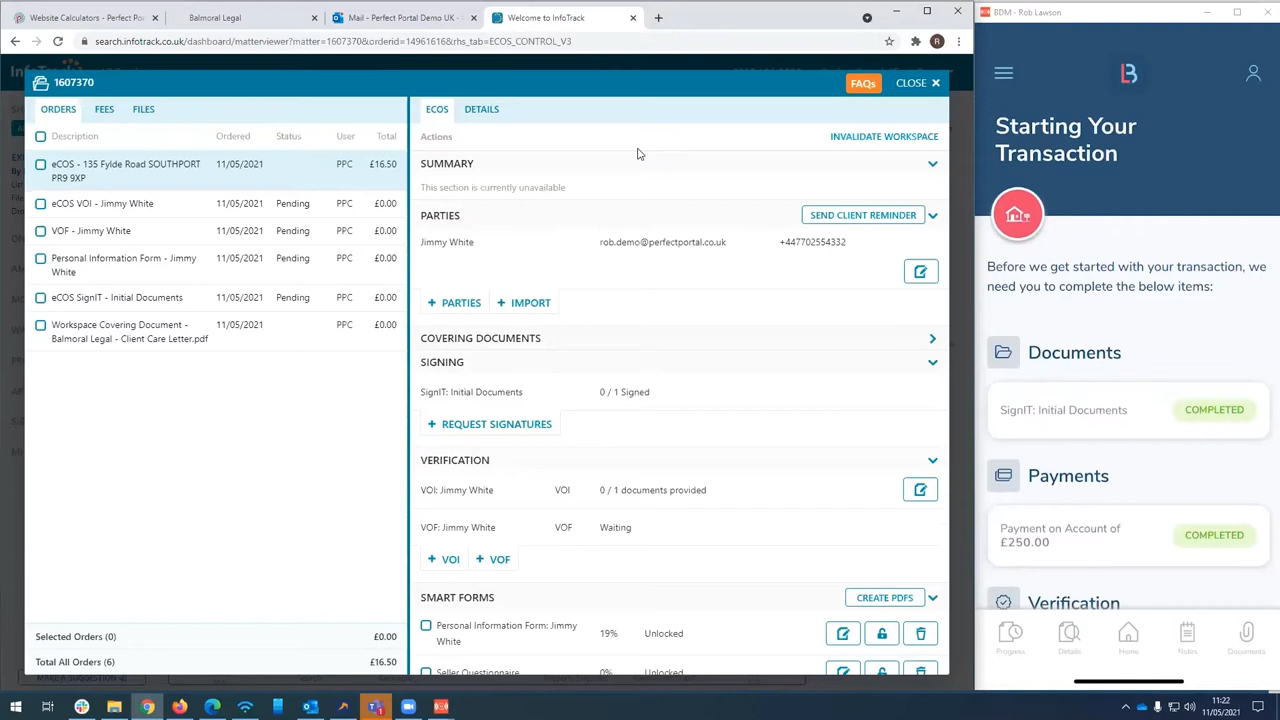 Website Calculators - Perfect Po
Balmoral Legal
Mail - Perfect Portal Demo U
Welcome to InfoTrack
BDM - Rob Lawson
search.infotrack.co.uk/dashboard/matterviewer?matter=1607370&orderid=14961616&rhs_tab=ECOS_CONTROL_V3
R
1607370
FAQs
CLOSE
ORDERS FEES FILES
ECOS DETAILS
Description Ordered Status User Total
Actions INVALIDATE WORKSPACE
eCOS - 135 Fylde Road SOUTHPORT PR9 9XP 11/05/2021 PPC £16.50
eCOS VOI - Jimmy White 11/05/2021 Pending PPC £0.00
VOF - Jimmy White 11/05/2021 Pending PPC £0.00
Personal Information Form - Jimmy White 11/05/2021 Pending PPC £0.00
eCOS SignIT - Initial Documents 11/05/2021 Pending PPC £0.00
Workspace Covering Document - Balmoral Legal - Client Care Letter.pdf 11/05/2021 PPC £0.00
Selected Orders (0) £0.00
Total All Orders (6) £16.50
SUMMARY
This section is currently unavailable
PARTIES SEND CLIENT REMINDER
Jimmy White rob.demo@perfectportal.co.uk +447702554332
+ PARTIES + IMPORT
COVERING DOCUMENTS
SIGNING
SignIT: Initial Documents 0 / 1 Signed
+ REQUEST SIGNATURES
VERIFICATION
VOI: Jimmy White VOI 0 / 1 documents provided
VOF: Jimmy White VOF Waiting
+ VOI + VOF
SMART FORMS CREATE PDFS
Personal Information Form: Jimmy White 19% Unlocked
Seller Questionnaire 0% Unlocked
LB
Starting Your
Transaction
Before we get started with your transaction, we
need you to complete the below items:
Documents
SignIT: Initial Documents COMPLETED
Payments
Payment on Account of
£250.00 COMPLETED
Verification
Progress Details Home Notes Documents
11:22
11/05/2021